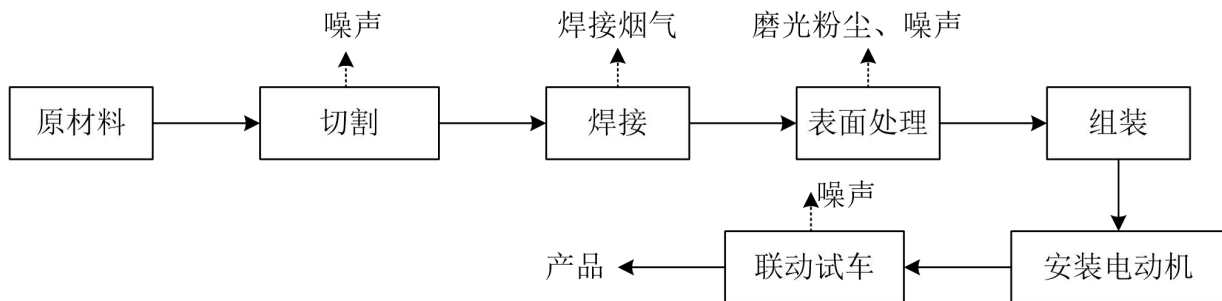 噪声
焊接烟气
磨光粉尘、噪声
原材料
切割
焊接
表面处理
组装
噪声
产品
联动试车
安装电动机